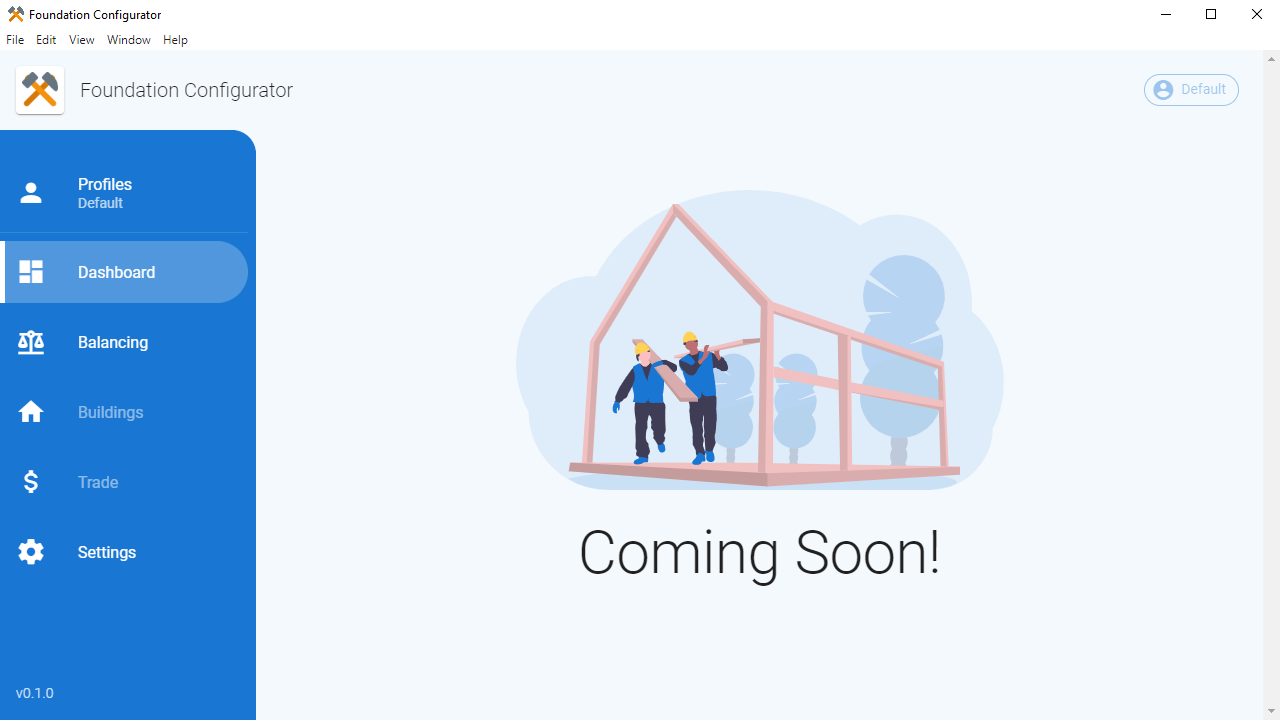 Foundation Configurator
File Edit View Window Help
Foundation Configurator
Default
Profiles
Default
Dashboard
Balancing
Buildings
Trade
Settings
Coming Soon!
v0.1.0